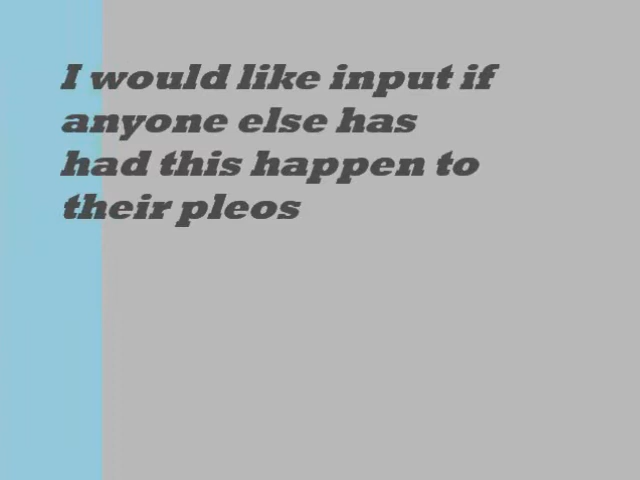 I would like input if
anyone else has
had this happen to
their pleos